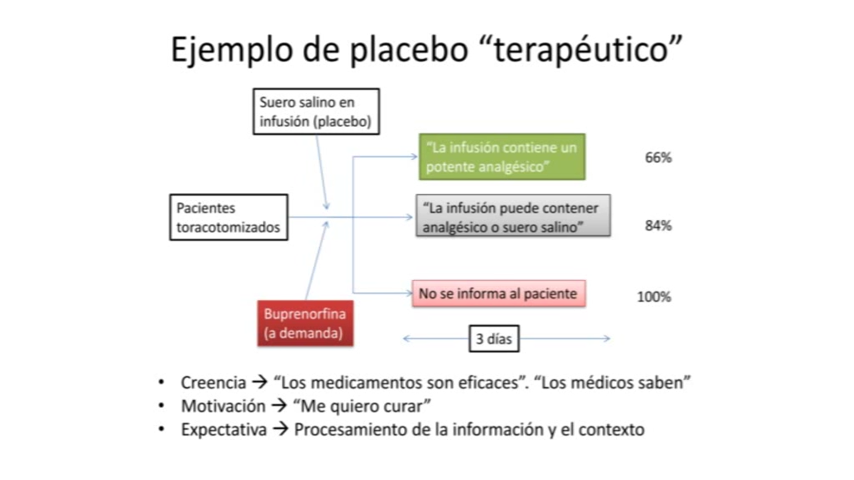 Ejemplo de placebo “terapéutico”
Suero salino en
infusión (placebo)
“La infusión contiene un
potente analgésico”
66%
Pacientes
toracotomizados
“La infusión puede contener
analgésico o suero salino”
84%
No se informa al paciente
100%
Buprenorfina
(a demanda)
3 días
• Creencia → “Los medicamentos son eficaces”. “Los médicos saben”
• Motivación → “Me quiero curar”
• Expectativa → Procesamiento de la información y el contexto